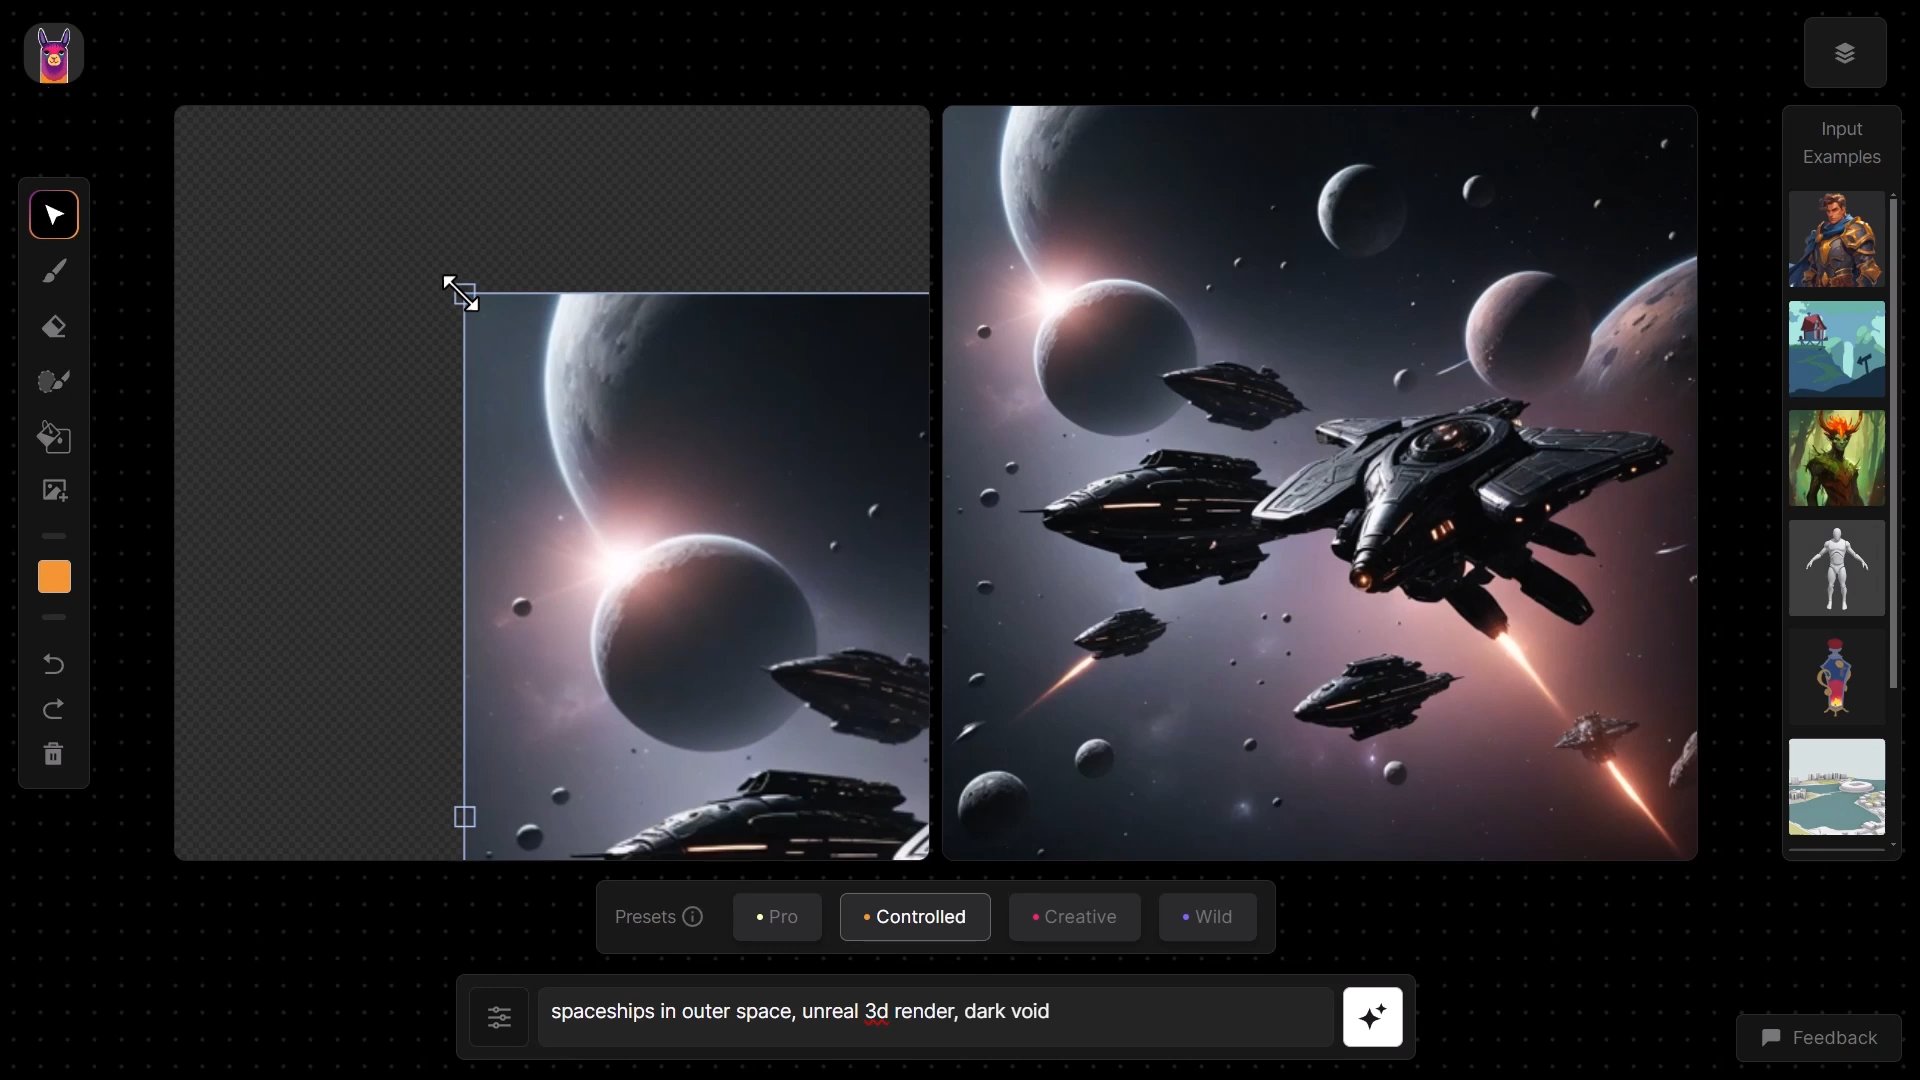 Input
Examples
Presets
Pro
Controlled
Creative
Wild
spaceships in outer space, unreal 3d render, dark void
Feedback